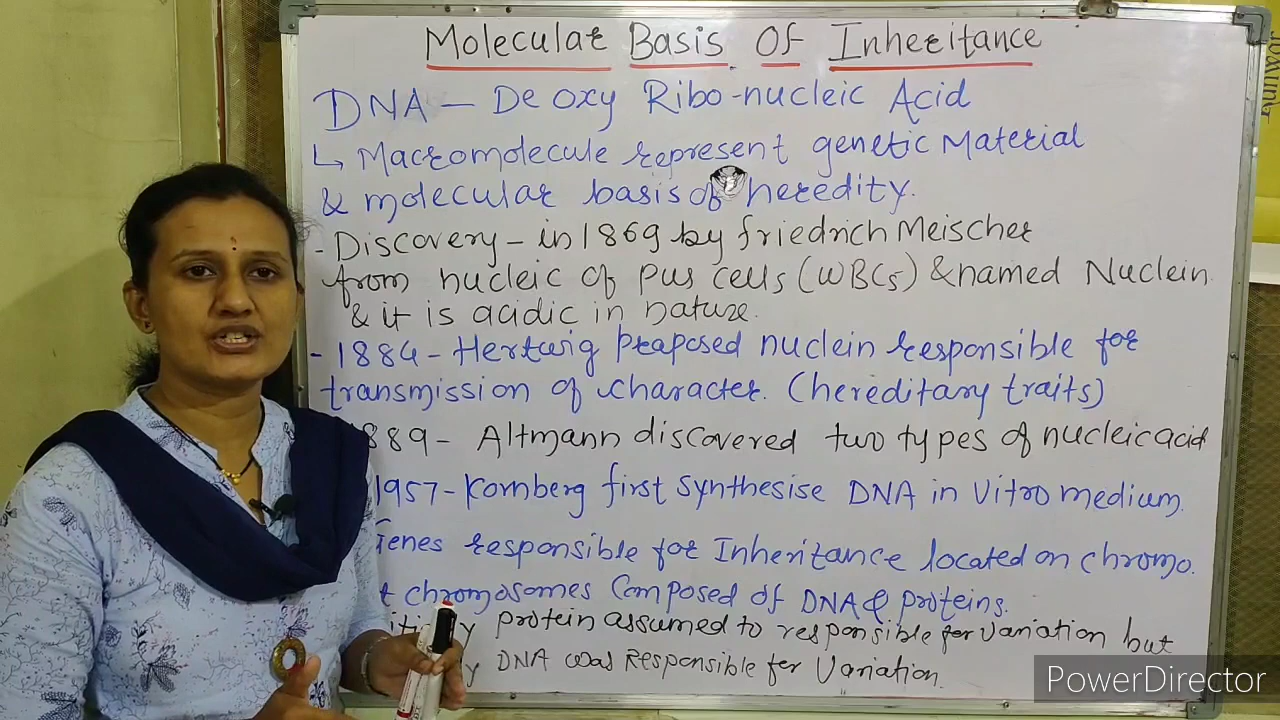 Molecular Basis Of Inheritance
DNA - De oxy Ribo-nucleic Acid
↳ Macromolecule represent genetic Material
& molecular basis of heredity.
- Discovery - in 1869 by friedrich Meischer
from nucleic of Pus cells (WBCs) & named Nuclein
& it is acidic in nature.
- 1884 - Hertwig proposed nuclein responsible for
transmission of character. (hereditary traits)
889 - Altmann discovered two types of nucleic acid
1957 - Kornberg first synthesise DNA in Vitro medium.
Genes responsible for Inheritance located on chromo.
chromosomes Composed of DNA & proteins.
protein assumed to responsible for variation but
DNA was Responsible for Variation.
PowerDirector